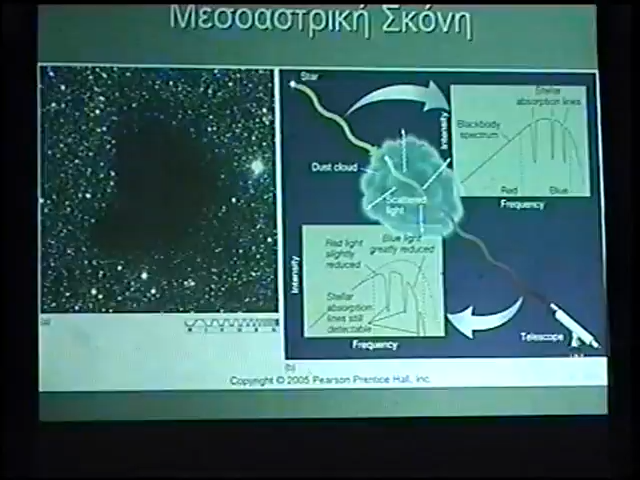 Μεσοαστρική Σκόνη
Star
Stellar
absorption lines
Intensity
Blackbody
spectrum
Dust cloud
Scattered
light
Red
Blue
Frequency
Red light
slightly
reduced
Blue light
greatly reduced
Intensity
Stellar
absorption
lines still
detectable
Frequency
Telescope
(a)
(b)
Copyright © 2005 Pearson Prentice Hall, Inc.